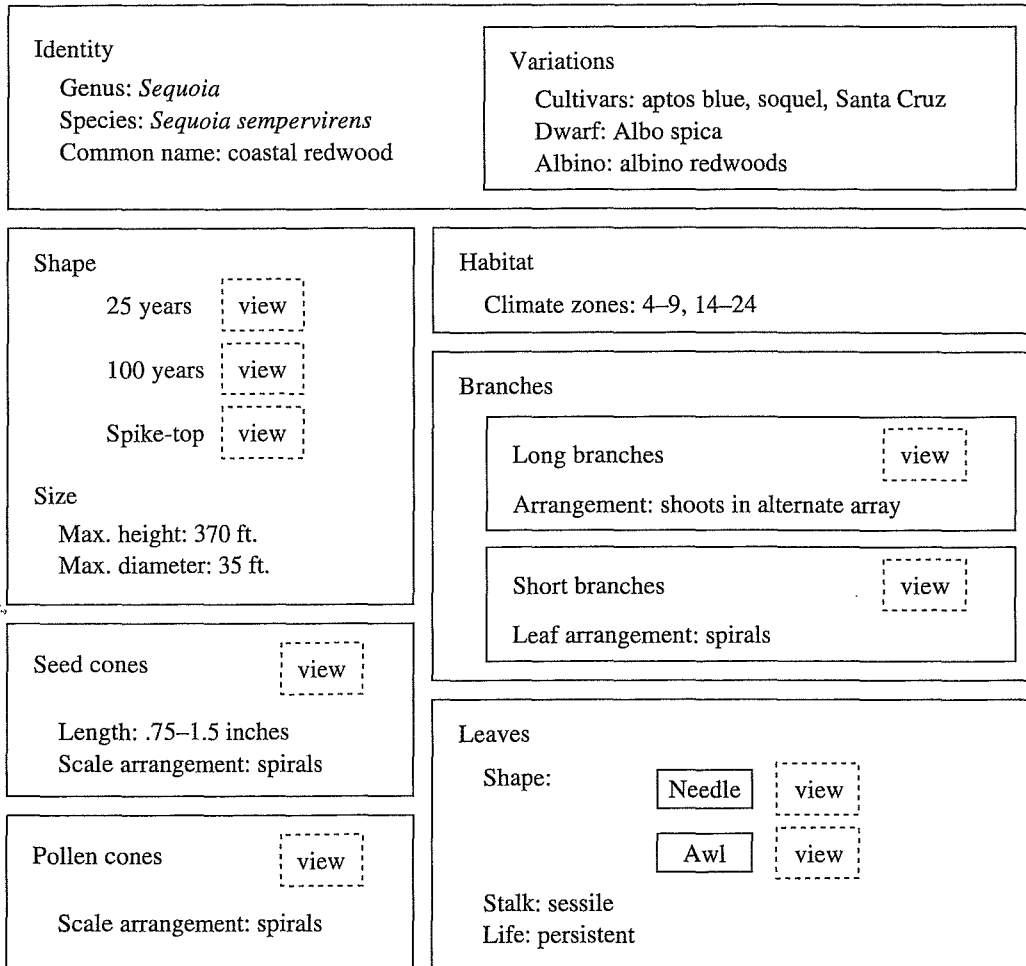 Identity
Genus: Sequoia
Species: Sequoia sempervirens
Common name: coastal redwood
Variations
Cultivars: aptos blue, soquel, Santa Cruz
Dwarf: Albo spica
Albino: albino redwoods
Shape
25 years view
100 years view
Spike-top view
Size
Max. height: 370 ft.
Max. diameter: 35 ft.
Seed cones view
Length: .75–1.5 inches
Scale arrangement: spirals
Pollen cones view
Scale arrangement: spirals
Habitat
Climate zones: 4–9, 14–24
Branches
Long branches view
Arrangement: shoots in alternate array
Short branches view
Leaf arrangement: spirals
Leaves
Shape: Needle view
Awl view
Stalk: sessile
Life: persistent